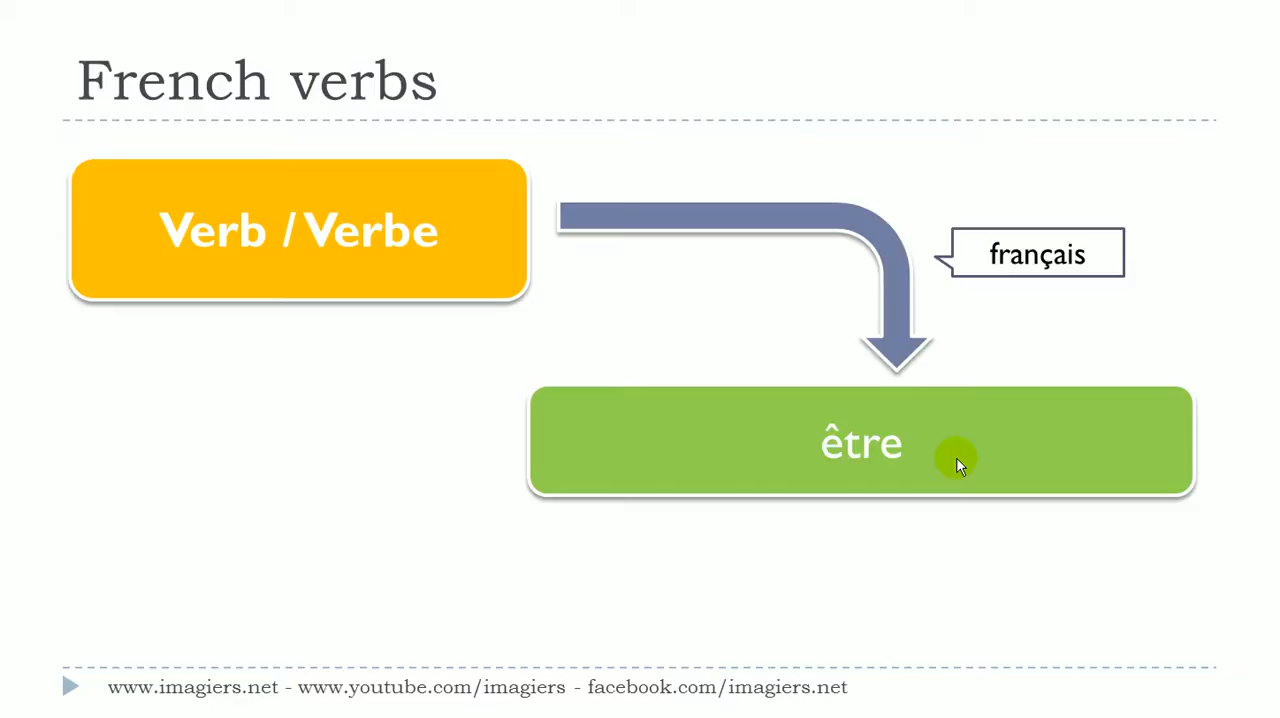 French verbs
Verb / Verbe
français
être
www.imagiers.net - www.youtube.com/imagiers - facebook.com/imagiers.net